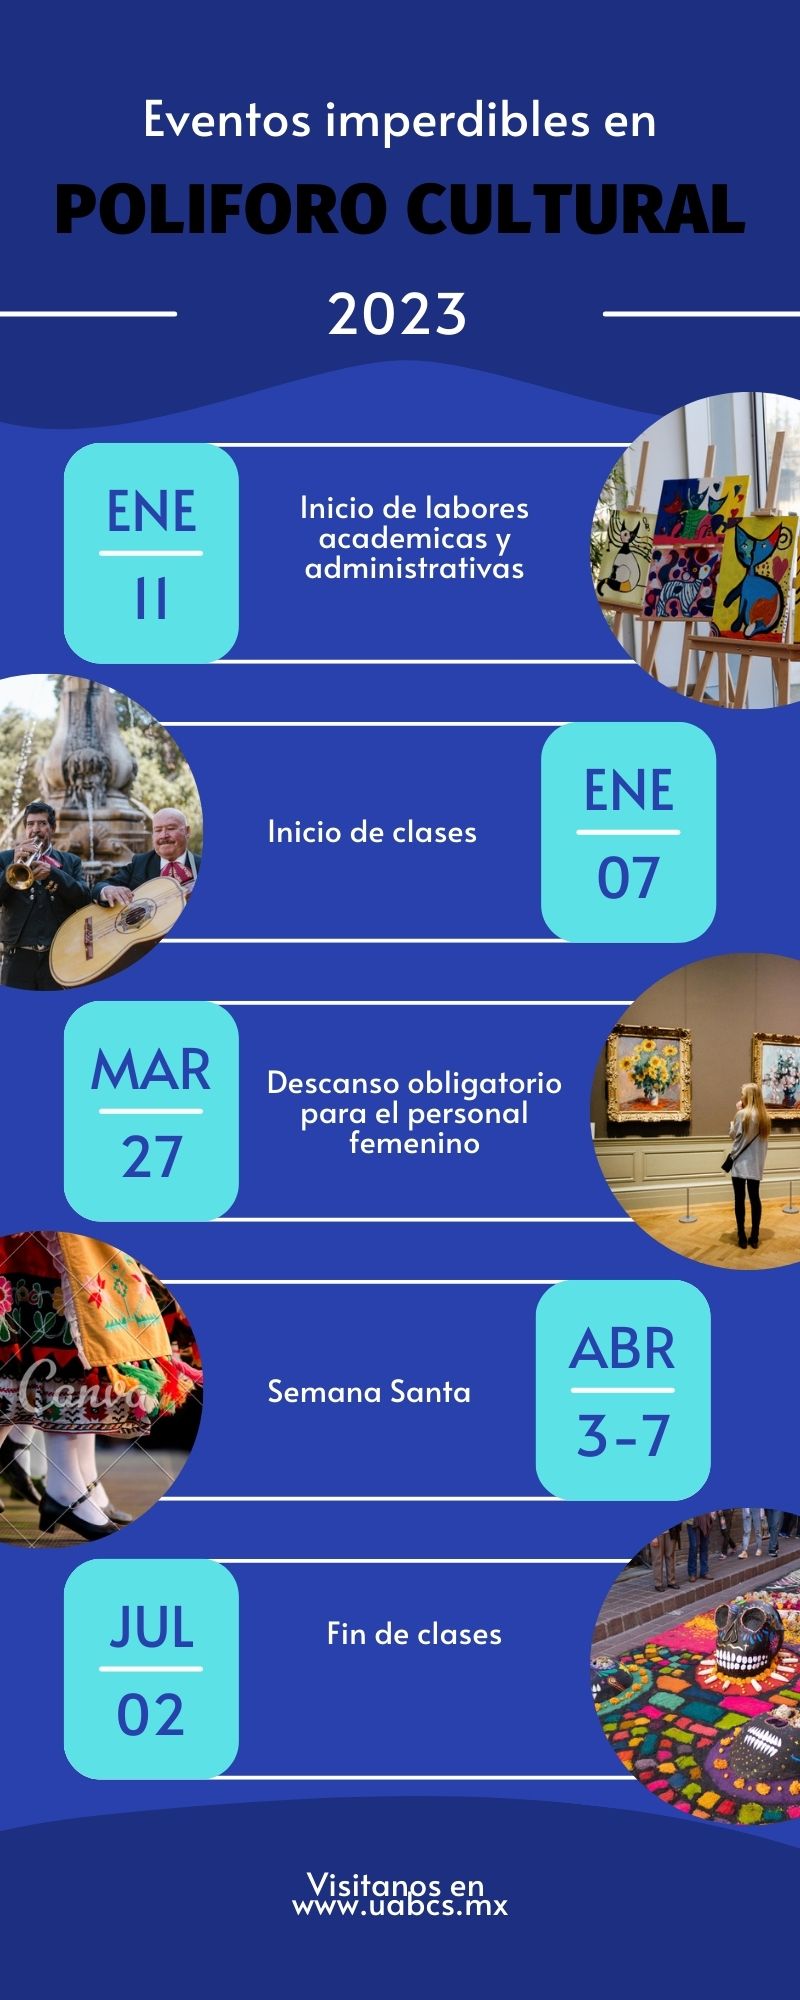 Eventos imperdibles en
POLIFORO CULTURAL
2023
ENE
11
Inicio de labores
academicas y
administrativas
Inicio de clases
ENE
07
MAR
27
Descanso obligatorio
para el personal
femenino
Canva
Semana Santa
ABR
3-7
JUL
02
Fin de clases
Visitanos en
www.uabcs.mx